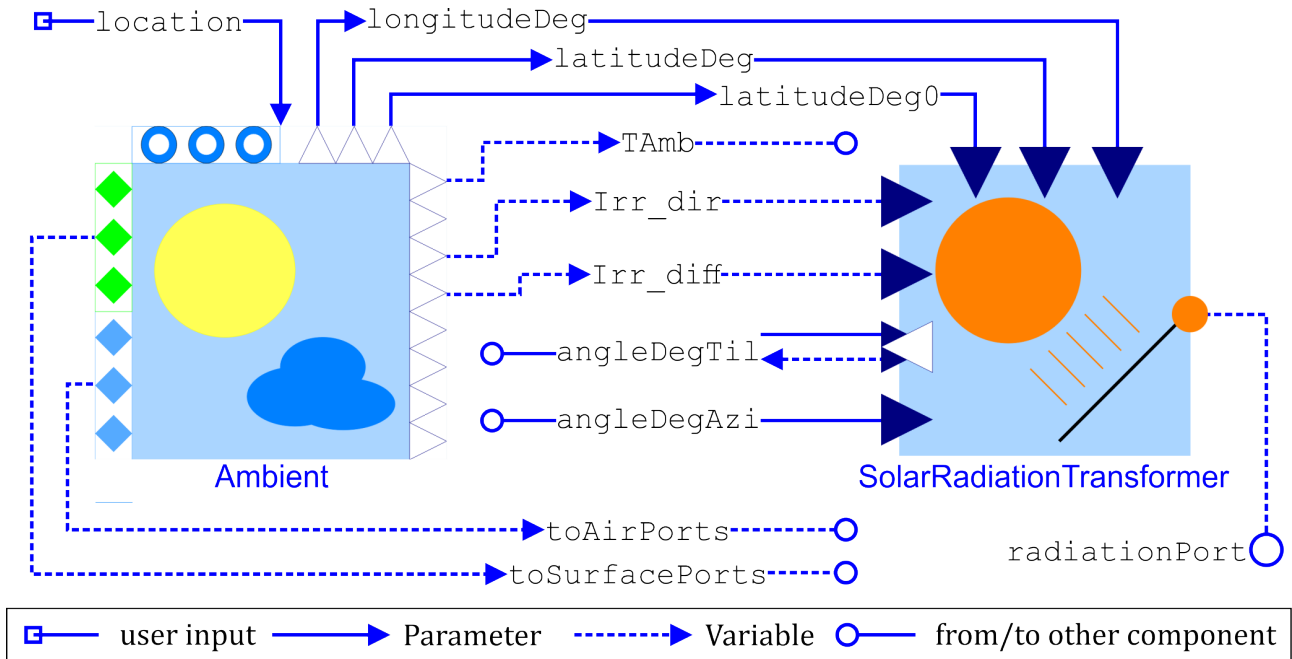 location
longitudeDeg
latitudeDeg
latitudeDeg0
TAmb
Irr_dir
Irr_diff
angleDegTil
angleDegAzi
Ambient
SolarRadiationTransformer
toAirPorts
radiationPort
toSurfacePorts
user input Parameter Variable from/to other component